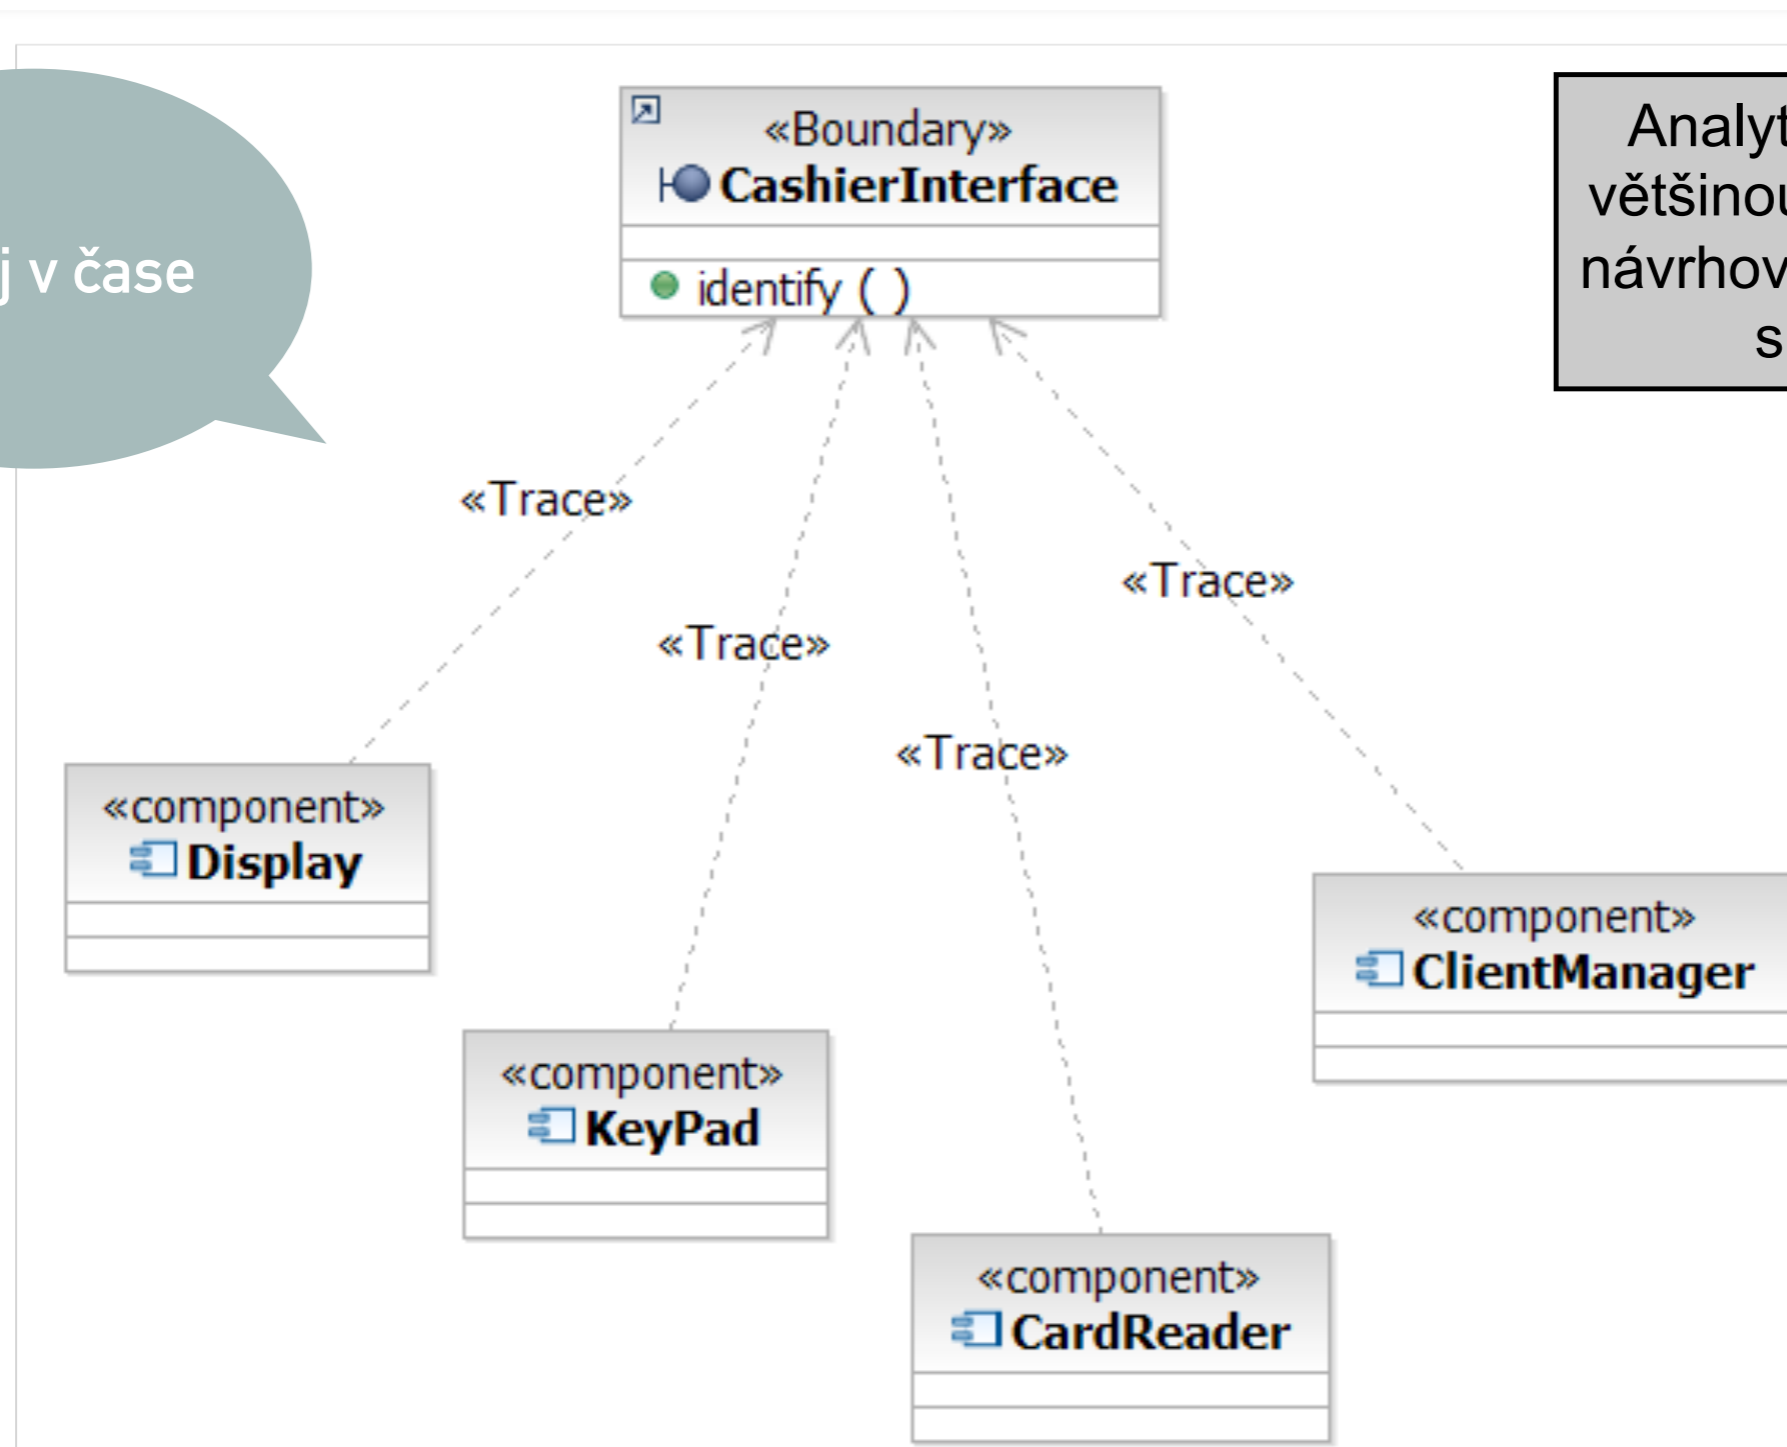 j v čase
«Boundary»
CashierInterface
identify ( )
Analyt
většinou
návrhov
s
«Trace»
«Trace»
«Trace»
«Trace»
«component»
Display
«component»
ClientManager
«component»
KeyPad
«component»
CardReader